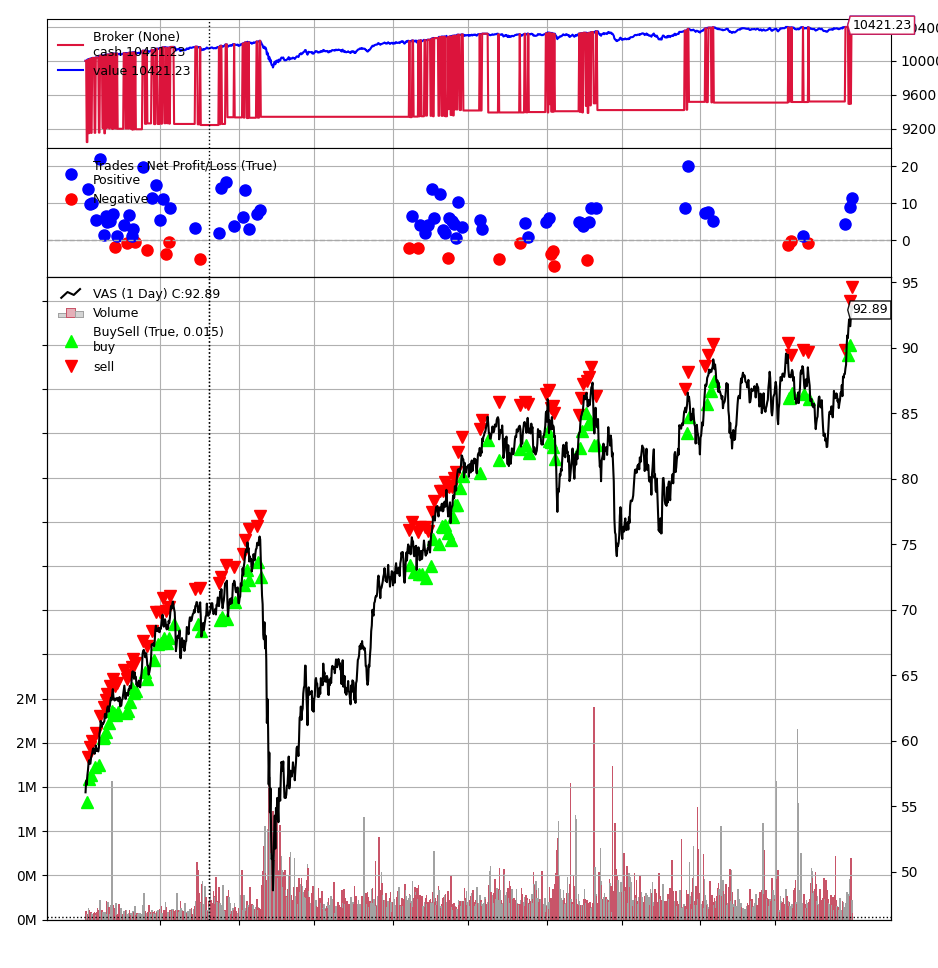 Broker (None)
cash 10421.23
value 10421.23
10421.23
10000
9600
9200
Trades - Net Profit/Loss (True)
Positive
Negative
20
10
0
VAS (1 Day) C:92.89
Volume
BuySell (True, 0.015)
buy
sell
95
92.89
90
85
80
75
70
65
60
55
50
2M
2M
1M
1M
0M
0M